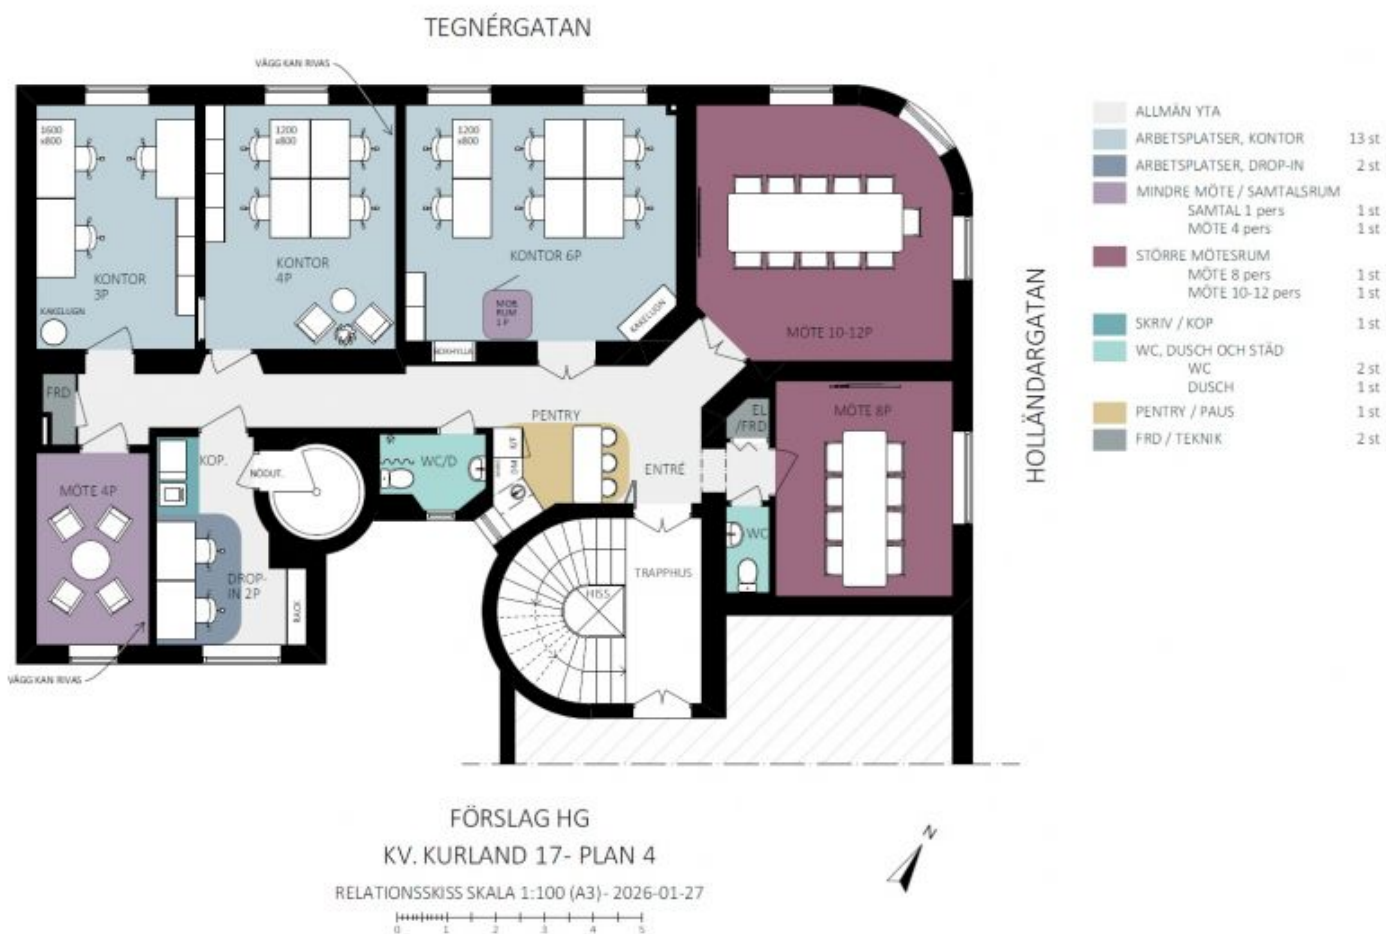 TEGNÉRGATAN
VÄGG KAN RIVAS
1600
x800
1200
x800
1200
x800
KONTOR
3P
KONTOR
4P
KONTOR 6P
MOB.
RUM
1P
KAKELUGN
KAKELUGN
BOKHYLLA
MÖTE 10-12P
HOLLÄNDARGATAN
FRD
PENTRY
EL
/FRD
MÖTE 8P
KOP.
NÖDUT.
WC/D
K/F
DM
ENTRÉ
MÖTE 4P
WC
DROP-
IN 2P
RACK
HISS
TRAPPHUS
VÄGG KAN RIVAS
ALLMÄN YTA
ARBETSPLATSER, KONTOR 13 st
ARBETSPLATSER, DROP-IN 2 st
MINDRE MÖTE / SAMTALSRUM
SAMTAL 1 pers 1 st
MÖTE 4 pers 1 st
STÖRRE MÖTESRUM
MÖTE 8 pers 1 st
MÖTE 10-12 pers 1 st
SKRIV / KOP 1 st
WC, DUSCH OCH STÄD
WC 2 st
DUSCH 1 st
PENTRY / PAUS 1 st
FRD / TEKNIK 2 st
FÖRSLAG HG
KV. KURLAND 17- PLAN 4
RELATIONSSKISS SKALA 1:100 (A3) - 2026-01-27
0 1 2 3 4 5
N